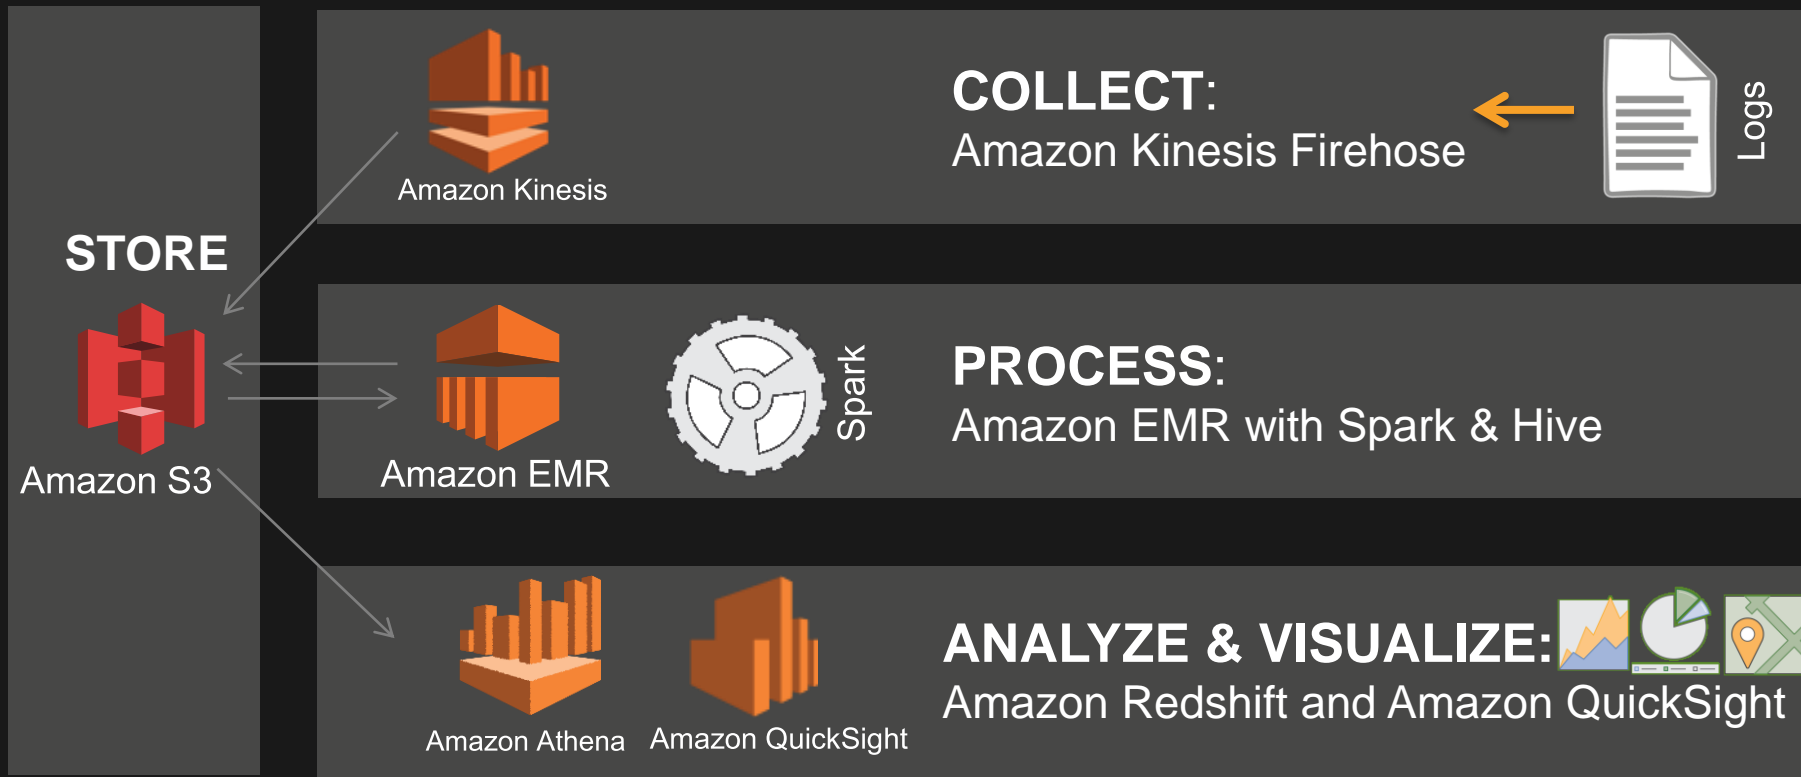 STORE
Amazon S3
Amazon Kinesis
COLLECT:
Amazon Kinesis Firehose
Logs
Amazon EMR
Spark
PROCESS:
Amazon EMR with Spark & Hive
Amazon Athena
Amazon QuickSight
ANALYZE & VISUALIZE:
Amazon Redshift and Amazon QuickSight